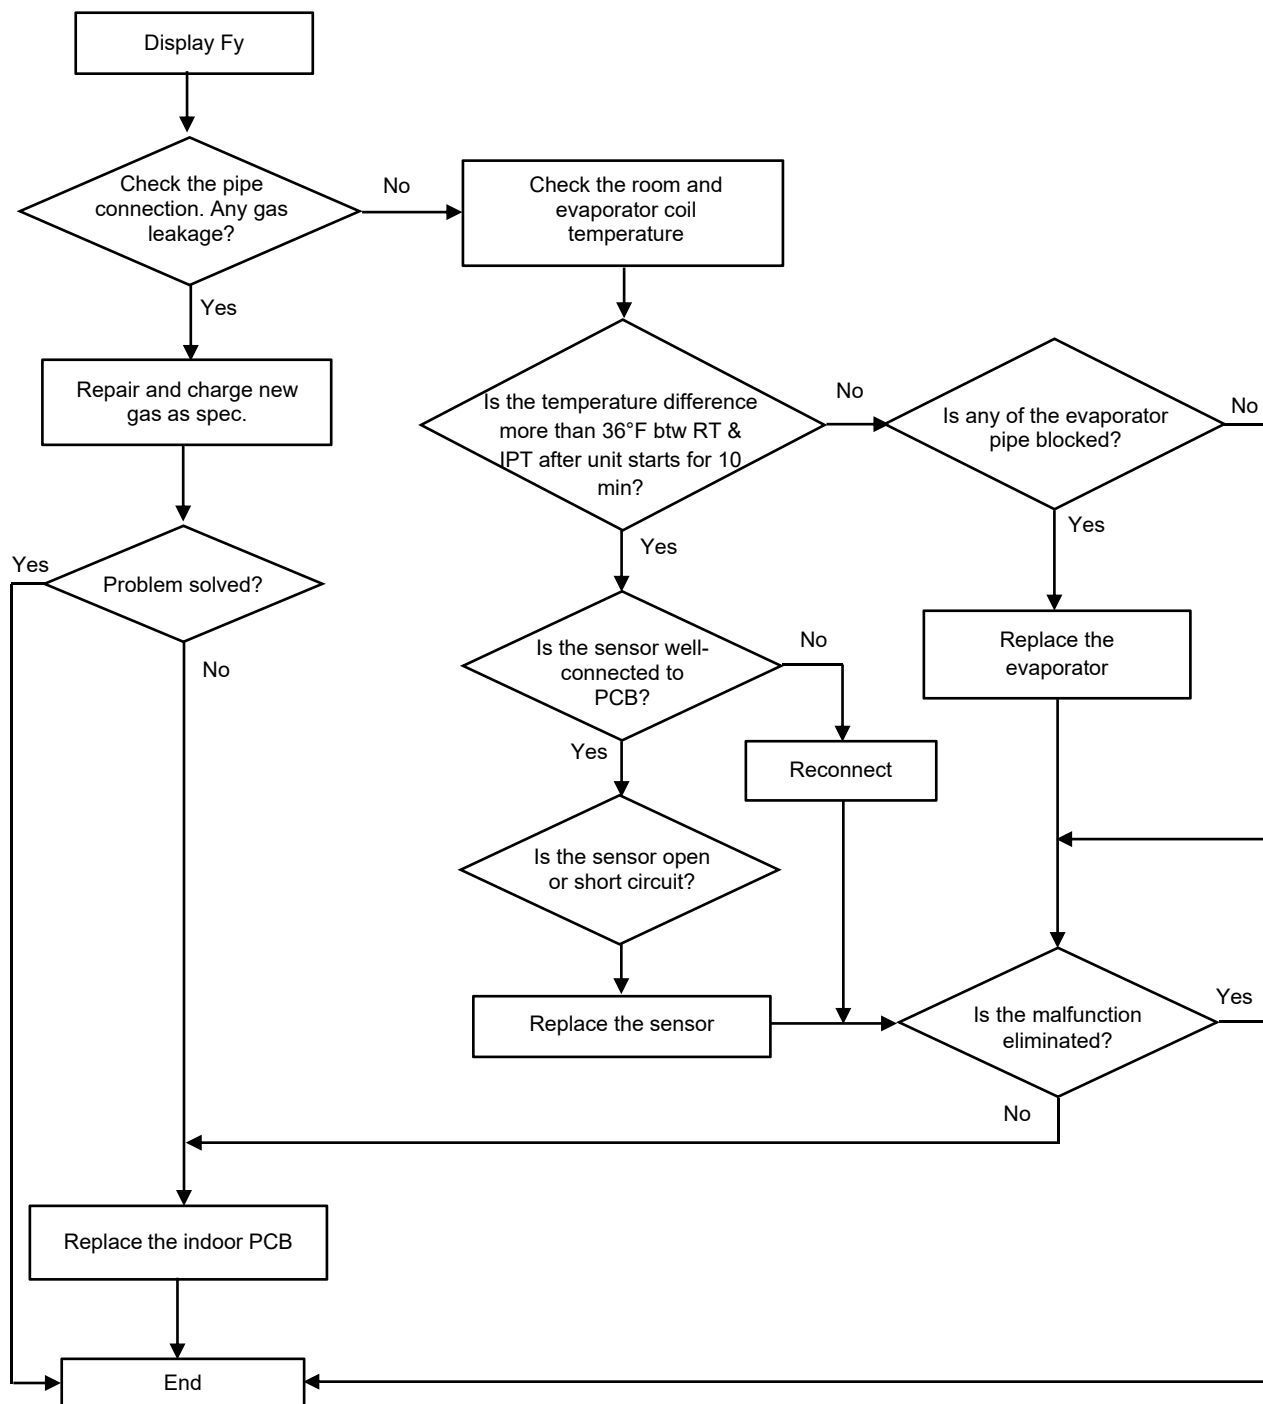 Display Fy
Check the pipe
connection. Any gas
leakage?
No
Check the room and
evaporator coil
temperature
Yes
Repair and charge new
gas as spec.
Is the temperature difference
more than 36°F btw RT &
IPT after unit starts for 10
min?
No
Is any of the evaporator
pipe blocked?
No
Yes
Yes
Problem solved?
Yes
No
Is the sensor well-
connected to
PCB?
No
Replace the
evaporator
Yes
Reconnect
Is the sensor open
or short circuit?
Replace the sensor
Is the malfunction
eliminated?
Yes
No
Replace the indoor PCB
End